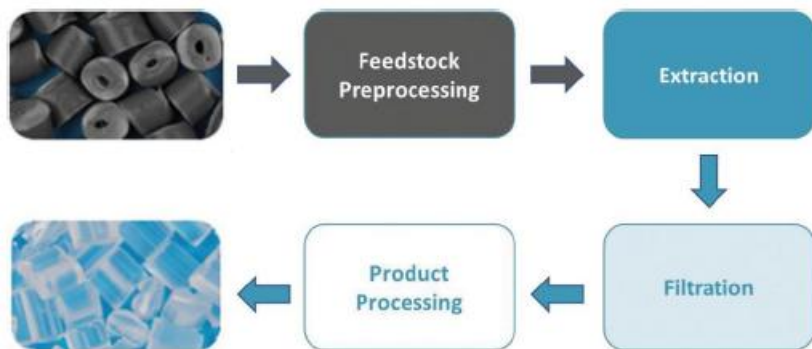 Feedstock
Preprocessing
Extraction
Product
Processing
Filtration